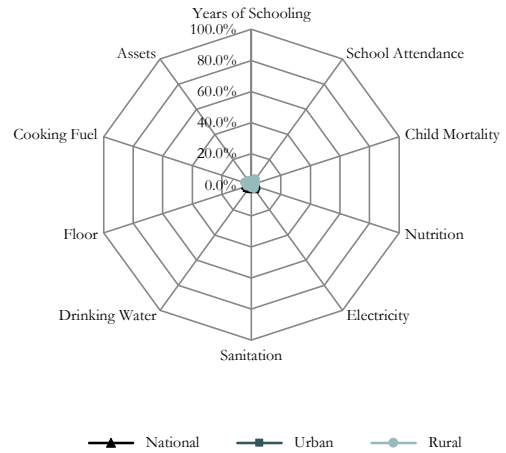 Years of Schooling
100.0%
Assets
School Attendance
80.0%
60.0%
Cooking Fuel
40.0%
Child Mortality
20.0%
0.0%
Floor
Nutrition
Drinking Water
Electricity
Sanitation
National Urban Rural